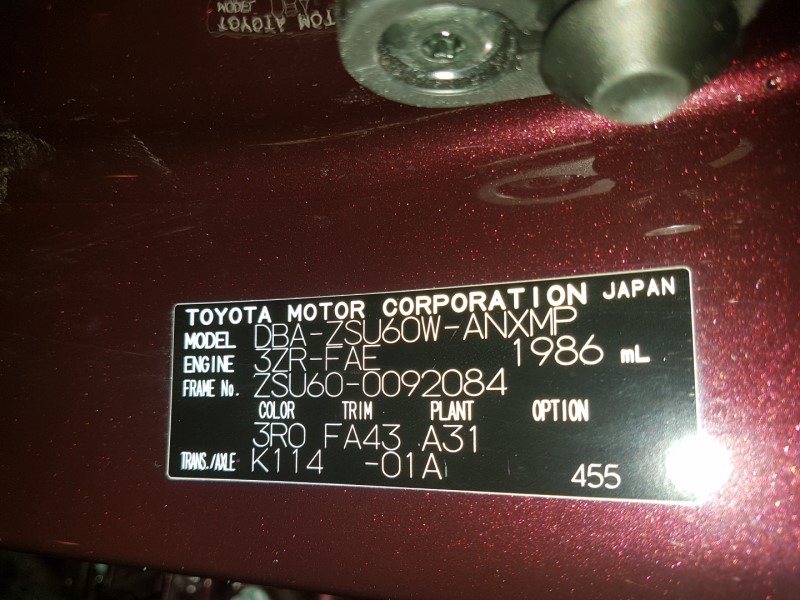 TOYOTA MOTOR CORPORATION JAPAN
MODEL DBA-ZSU60W-ANXMP
ENGINE 3ZR-FAE 1986 mL
FRAME No. ZSU60-0092084
COLOR TRIM PLANT OPTION
3R0 FA43 A31
TRANS./AXLE K114 -01A
455